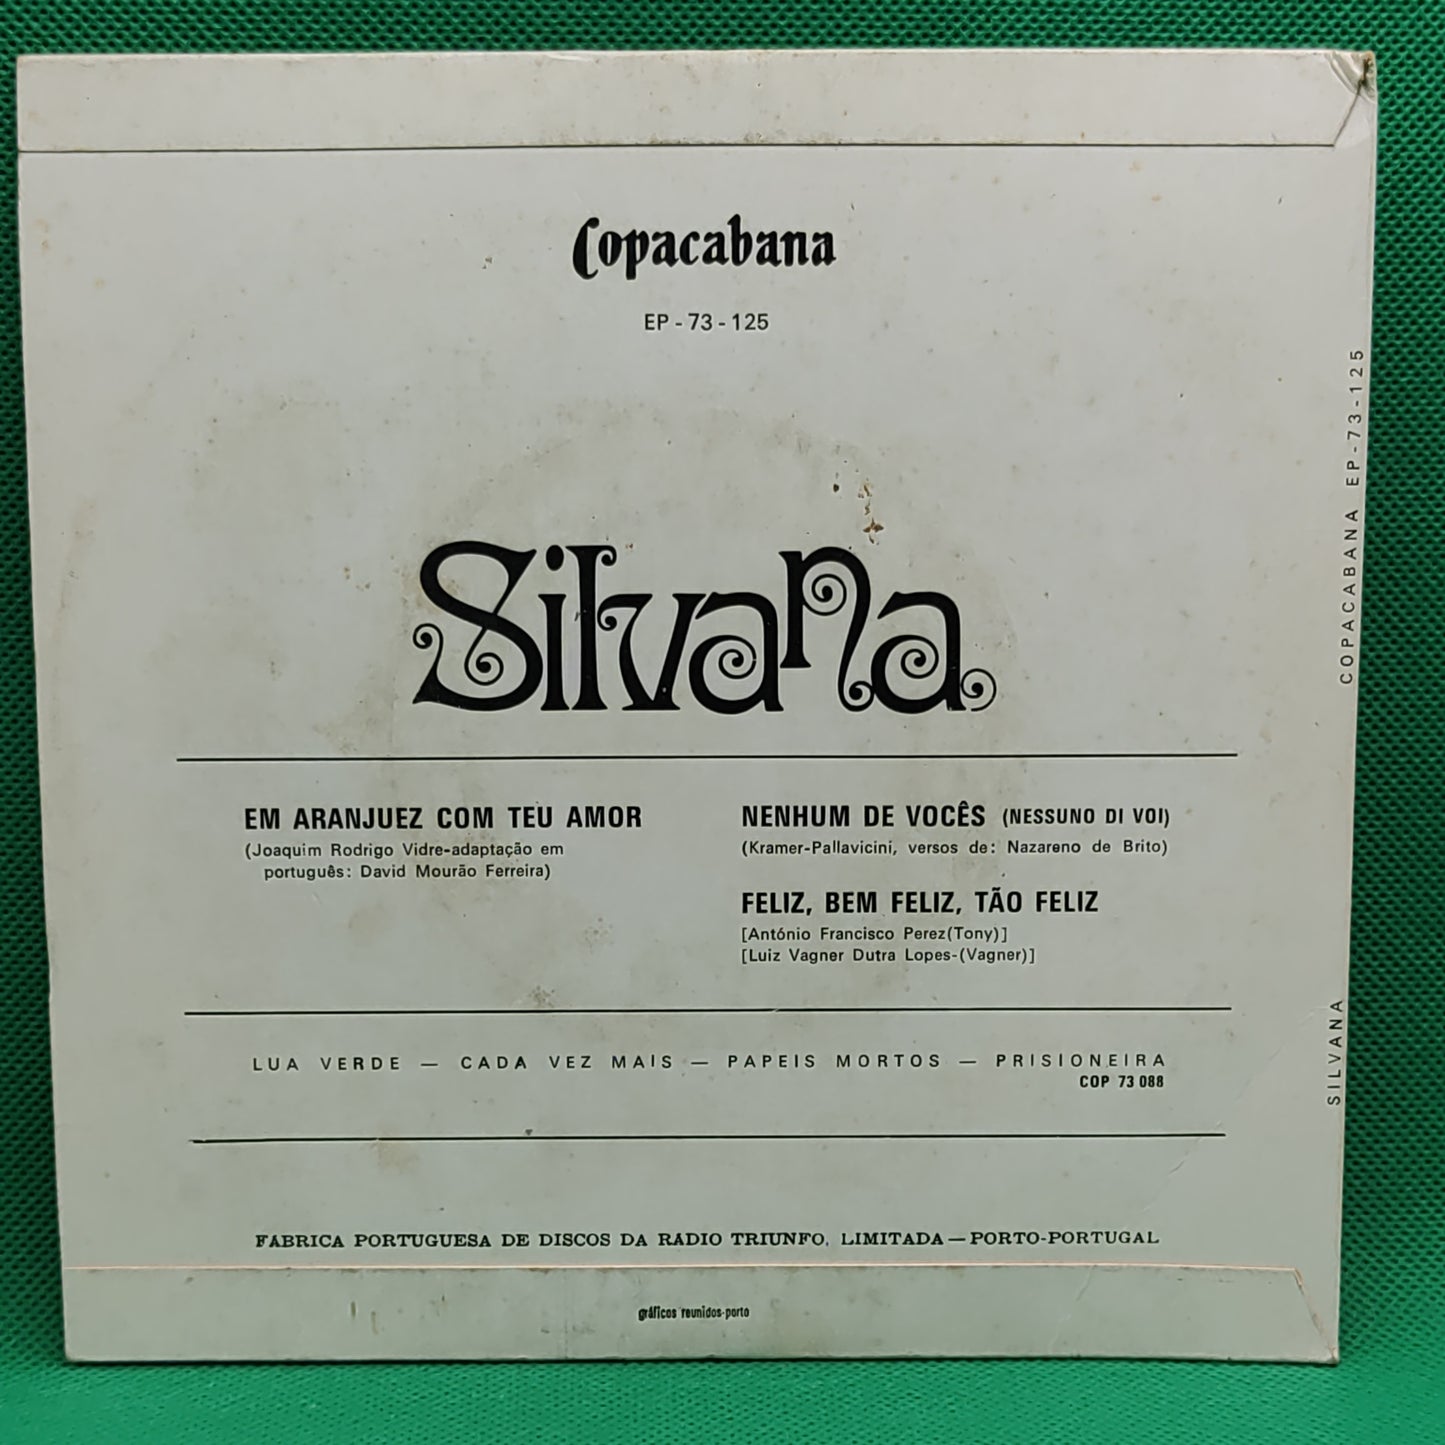 Copacabana
EP - 73 - 125
Silvana
EM ARANJUEZ COM TEU AMOR
(Joaquim Rodrigo Vidre-adaptação em
português: David Mourão Ferreira)
NENHUM DE VOCÊS (NESSUNO DI VOI)
(Kramer-Pallavicini, versos de: Nazareno de Brito)
FELIZ, BEM FELIZ, TÃO FELIZ
[António Francisco Perez(Tony)]
[Luiz Vagner Dutra Lopes-(Vagner)]
LUA VERDE — CADA VEZ MAIS — PAPEIS MORTOS — PRISIONEIRA
COP 73 088
FABRICA PORTUGUESA DE DISCOS DA RADIO TRIUNFO, LIMITADA — PORTO-PORTUGAL
gráficos reunidos-porto
SILVANA COPACABANA EP-73-125